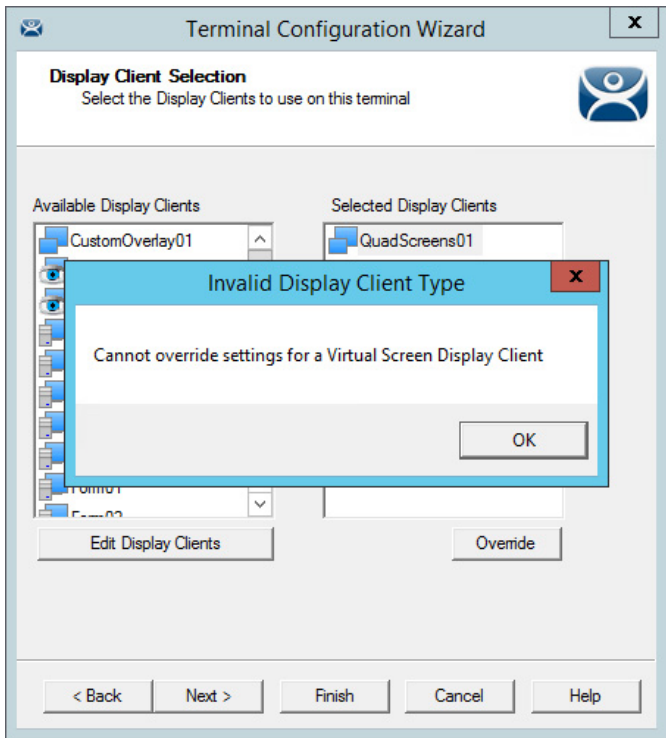 Terminal Configuration Wizard
x
Display Client Selection
Select the Display Clients to use on this terminal
Available Display Clients
Selected Display Clients
CustomOverlay01
QuadScreens01
Invalid Display Client Type
x
Cannot override settings for a Virtual Screen Display Client
OK
Edit Display Clients
Override
< Back
Next >
Finish
Cancel
Help